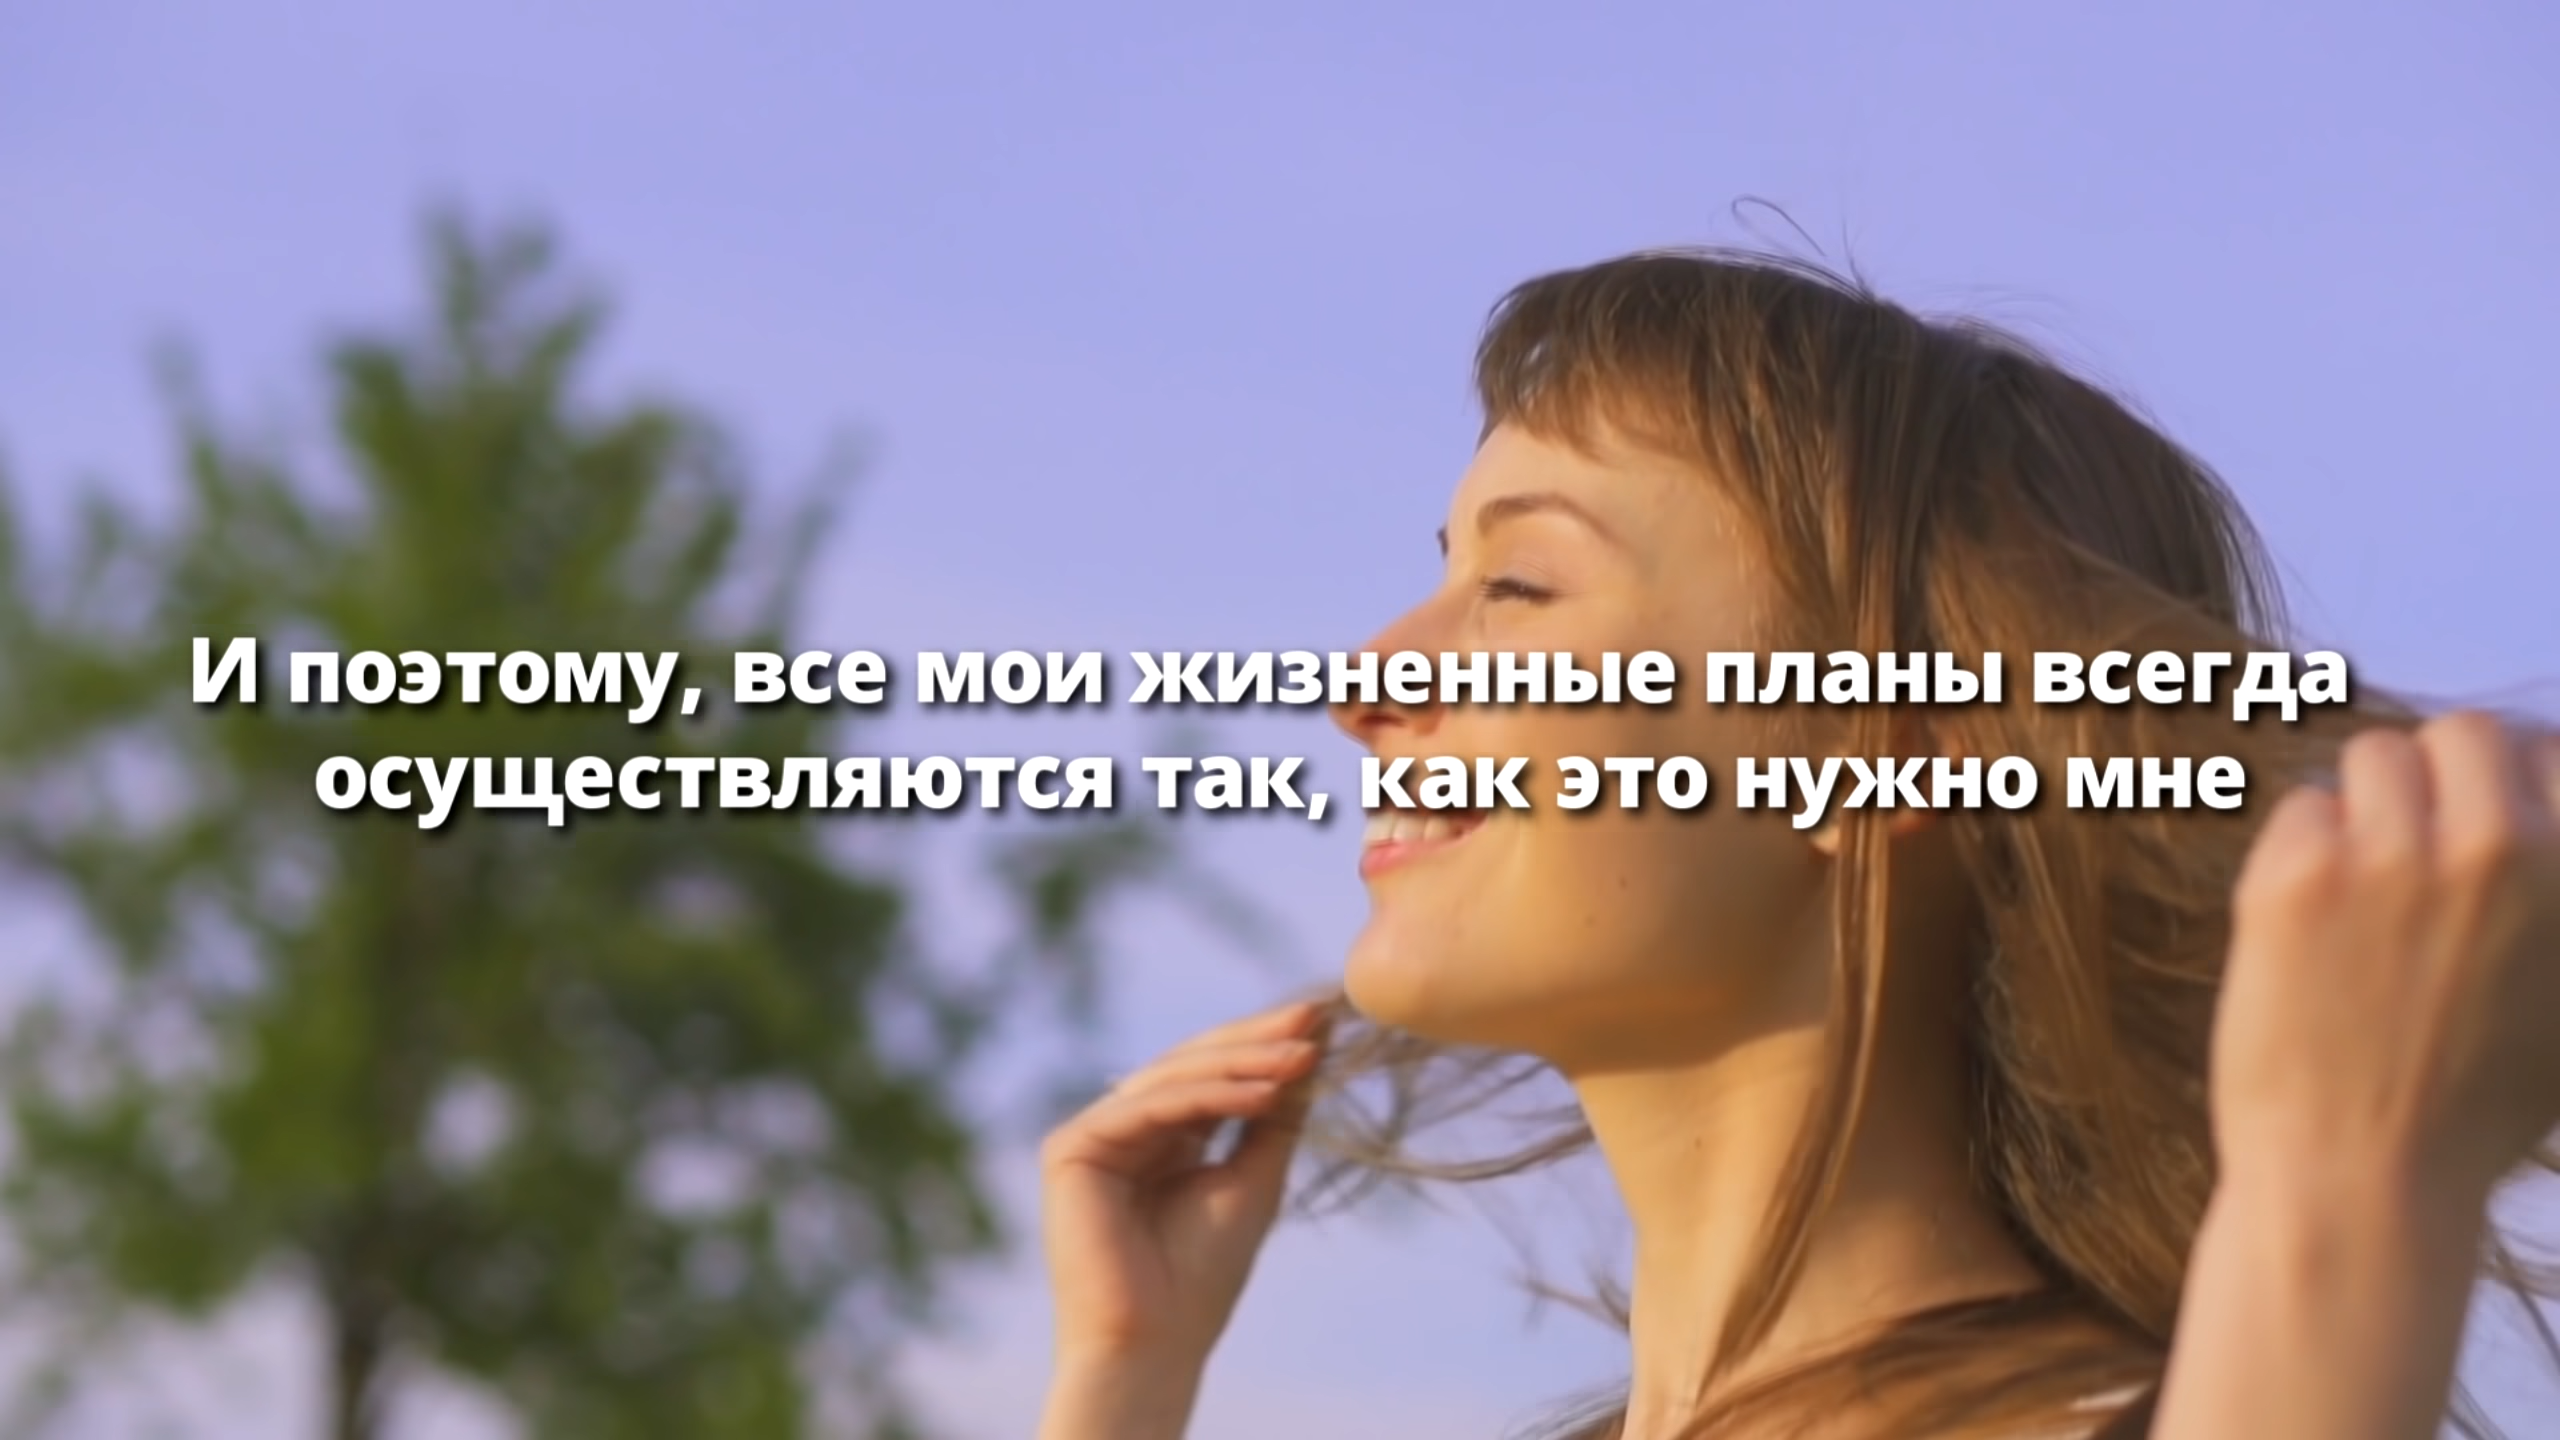 И поэтому, все мои жизненные планы всегда
осуществляются так, как это нужно мне